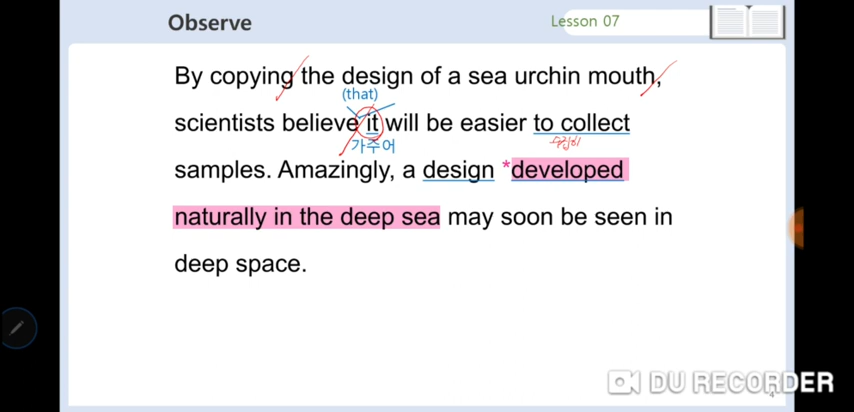 Observe
Lesson 07
By copying the design of a sea urchin mouth,
(that)
scientists believe it will be easier to collect
가주어
samples. Amazingly, a design *developed
naturally in the deep sea may soon be seen in
deep space.
DU RECORDER
4